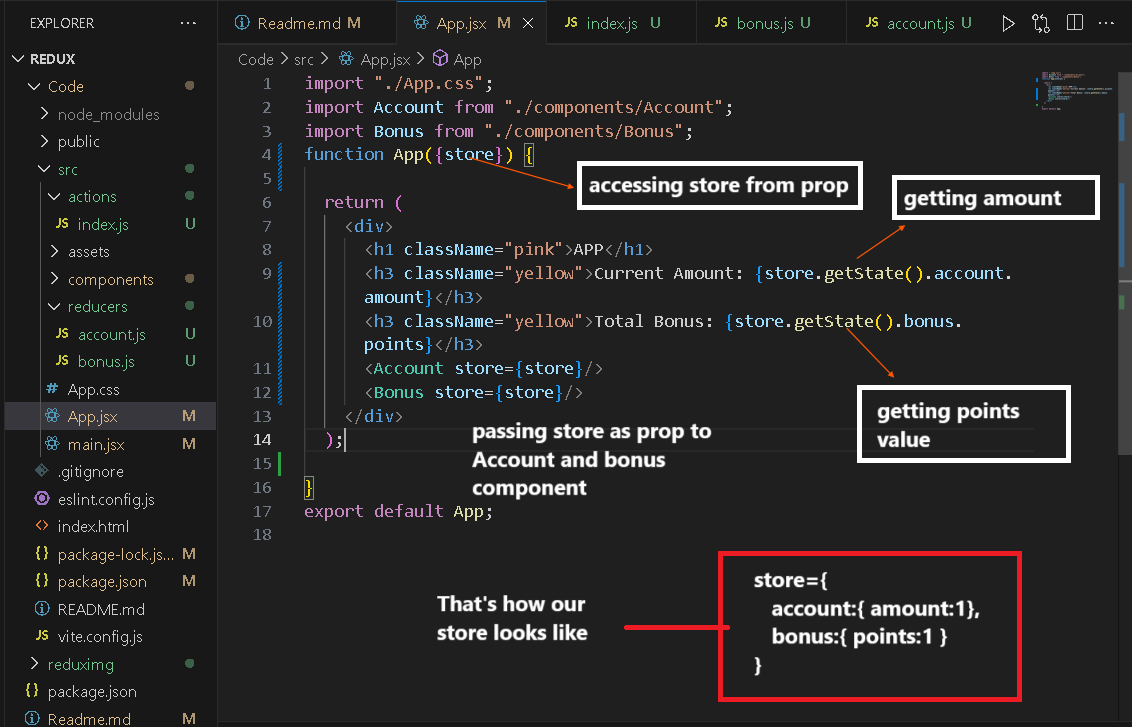 EXPLORER ...
REDUX
Code
node_modules
public
src
actions
JS index.js U
assets
components
reducers
JS account.js U
JS bonus.js U
# App.css
App.jsx M
main.jsx M
.gitignore
eslint.config.js
<> index.html
{} package-lock.js... M
{} package.json M
README.md
JS vite.config.js
reduximg
{} package.json
Readme.md M
Readme.md M
App.jsx M
JS index.js U
JS bonus.js U
JS account.js U
...
Code > src > App.jsx > App
1 import "./App.css";
2 import Account from "./components/Account";
3 import Bonus from "./components/Bonus";
4 function App({store}) {
5
6 return (
7 <div>
8 <h1 className="pink">APP</h1>
9 <h3 className="yellow">Current Amount: {store.getState().account.
amount}</h3>
10 <h3 className="yellow">Total Bonus: {store.getState().bonus.
points}</h3>
11 <Account store={store}/>
12 <Bonus store={store}/>
13 </div>
14 );
15
16 }
17 export default App;
18
accessing store from prop
getting amount
getting points
value
passing store as prop to
Account and bonus
component
That's how our
store looks like
store={
account:{ amount:1},
bonus:{ points:1 }
}